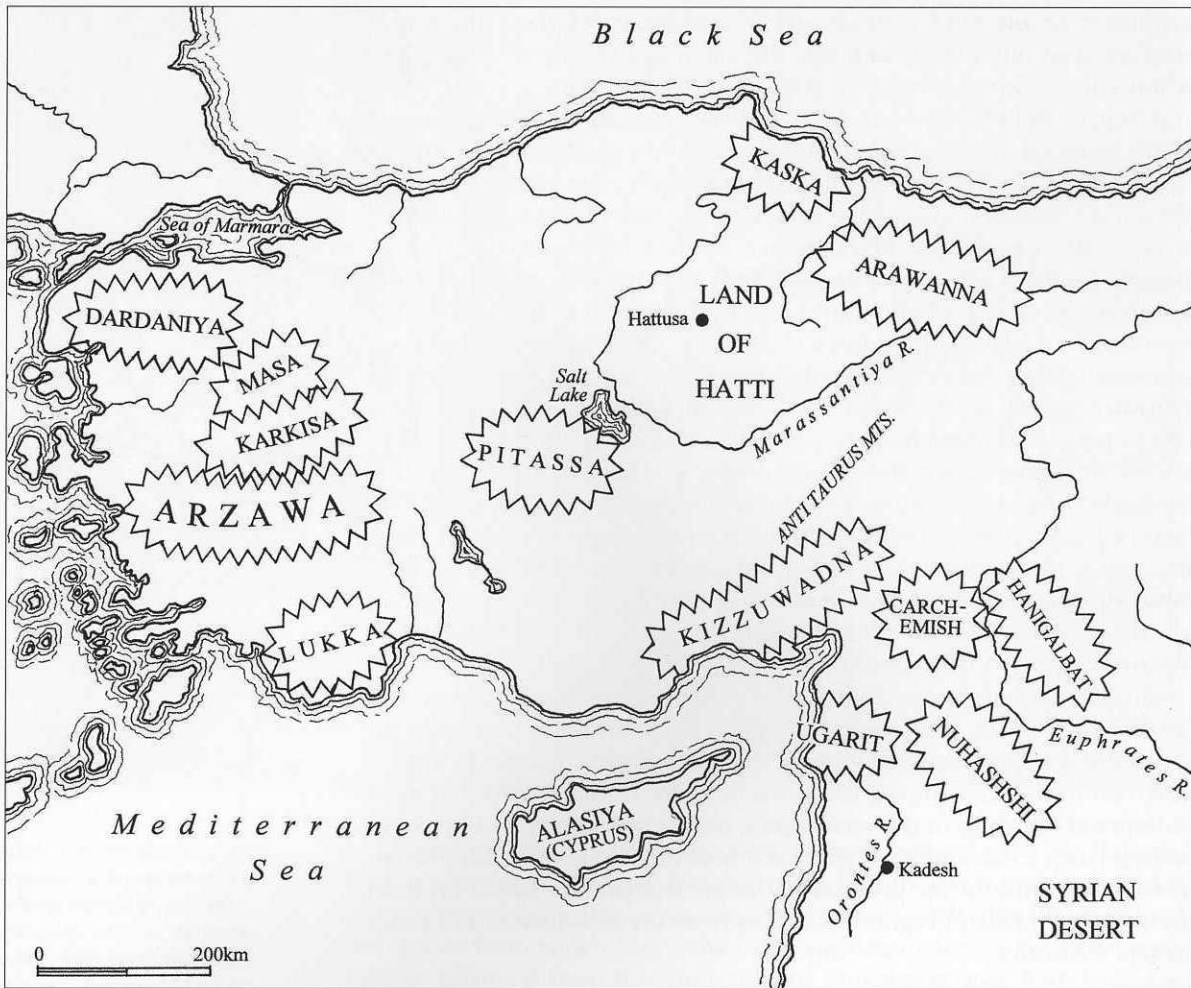 Black Sea
KASKA
Sea of Marmara
ARAWANNA
DARDANIYA
LAND
OF
HATTI
Hattusa
MASA
Salt
Lake
Marassantiya R.
KARKISA
PITASSA
ARZAWA
ANTI TAURUS MTS.
KIZZUWADNA
CARCH-
EMISH
HANIGALBAT
LUKKA
UGARIT
NUHASHSHI
Euphrates R.
Mediterranean
Sea
ALASIYA
(CYPRUS)
Orontes R.
Kadesh
SYRIAN
DESERT
0 200km